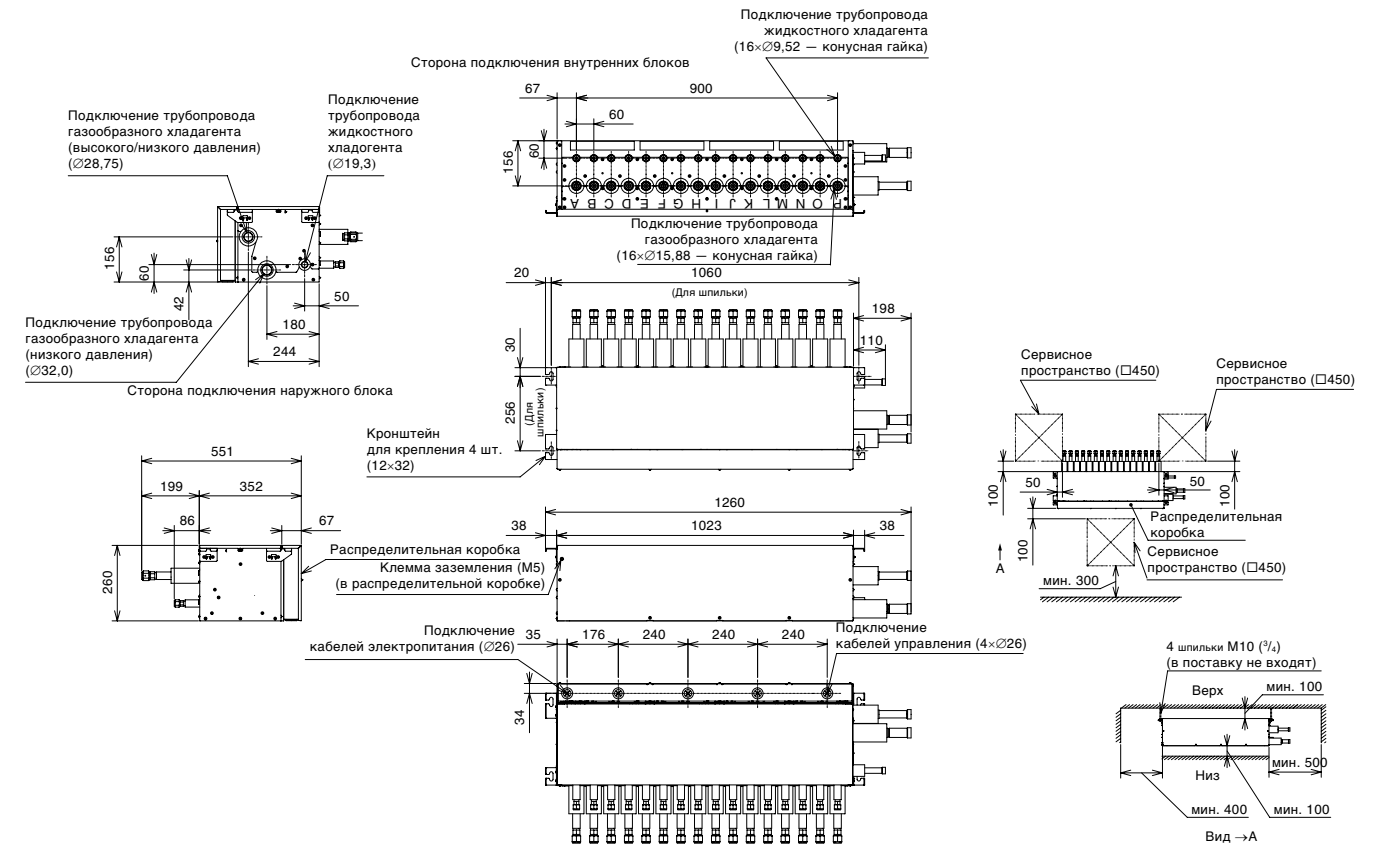 Подключение трубопровода
жидкостного хладагента
(16×∅9,52 — конусная гайка)
Сторона подключения внутренних блоков
67
900
60
156
60
A B C D E F G H I J K L M N O P
Подключение трубопровода
газообразного хладагента
(16×∅15,88 — конусная гайка)
Подключение трубопровода
газообразного хладагента
(высокого/низкого давления)
(∅28,75)
Подключение
трубопровода
жидкостного
хладогента
(∅19,3)
156
60
42
50
180
244
Подключение трубопровода
газообразного хладагента
(низкого давления)
(∅32,0)
Сторона подключения наружного блока
20
1060
(Для шпильки)
198
110
30
256
(Для
шпильки)
Кронштейн
для крепления 4 шт.
(12×32)
551
199
352
86
67
260
Распределительная коробка
Клемма заземления (M5)
(в распределительной коробке)
1260
38
1023
38
Подключение
кабелей электропитания (∅26)
35
176
240
240
240
Подключение
кабелей управления (4×∅26)
34
Сервисное
пространство (□450)
Сервисное
пространство (□450)
100
50
50
100
Распределительная
коробка
100
A
Сервисное
пространство (□450)
мин. 300
4 шпильки M10 (3/4)
(в поставку не входят)
Верх
мин. 100
Низ
мин. 500
мин. 400
мин. 100
Вид →A